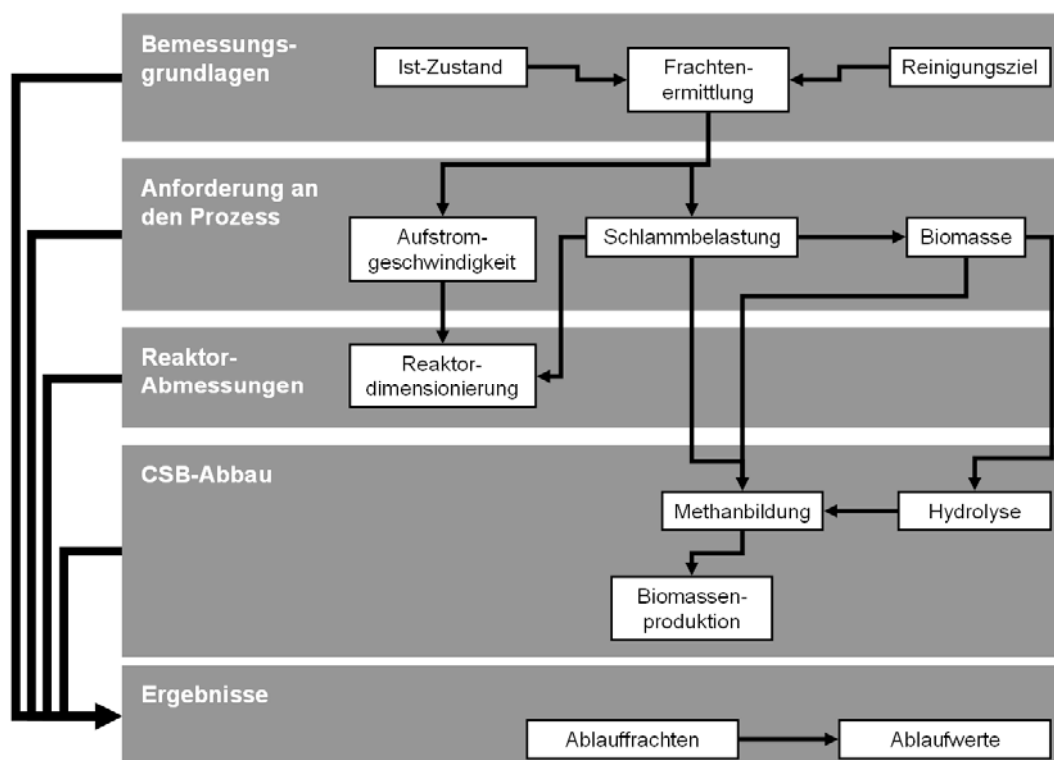 Bemessungs-
grundlagen
Ist-Zustand
Frachten-
ermittlung
Reinigungsziel
Anforderung an
den Prozess
Aufstrom-
geschwindigkeit
Schlammbelastung
Biomasse
Reaktor-
Abmessungen
Reaktor-
dimensionierung
CSB-Abbau
Methanbildung
Hydrolyse
Biomassen-
produktion
Ergebnisse
Ablauffrachten
Ablaufwerte